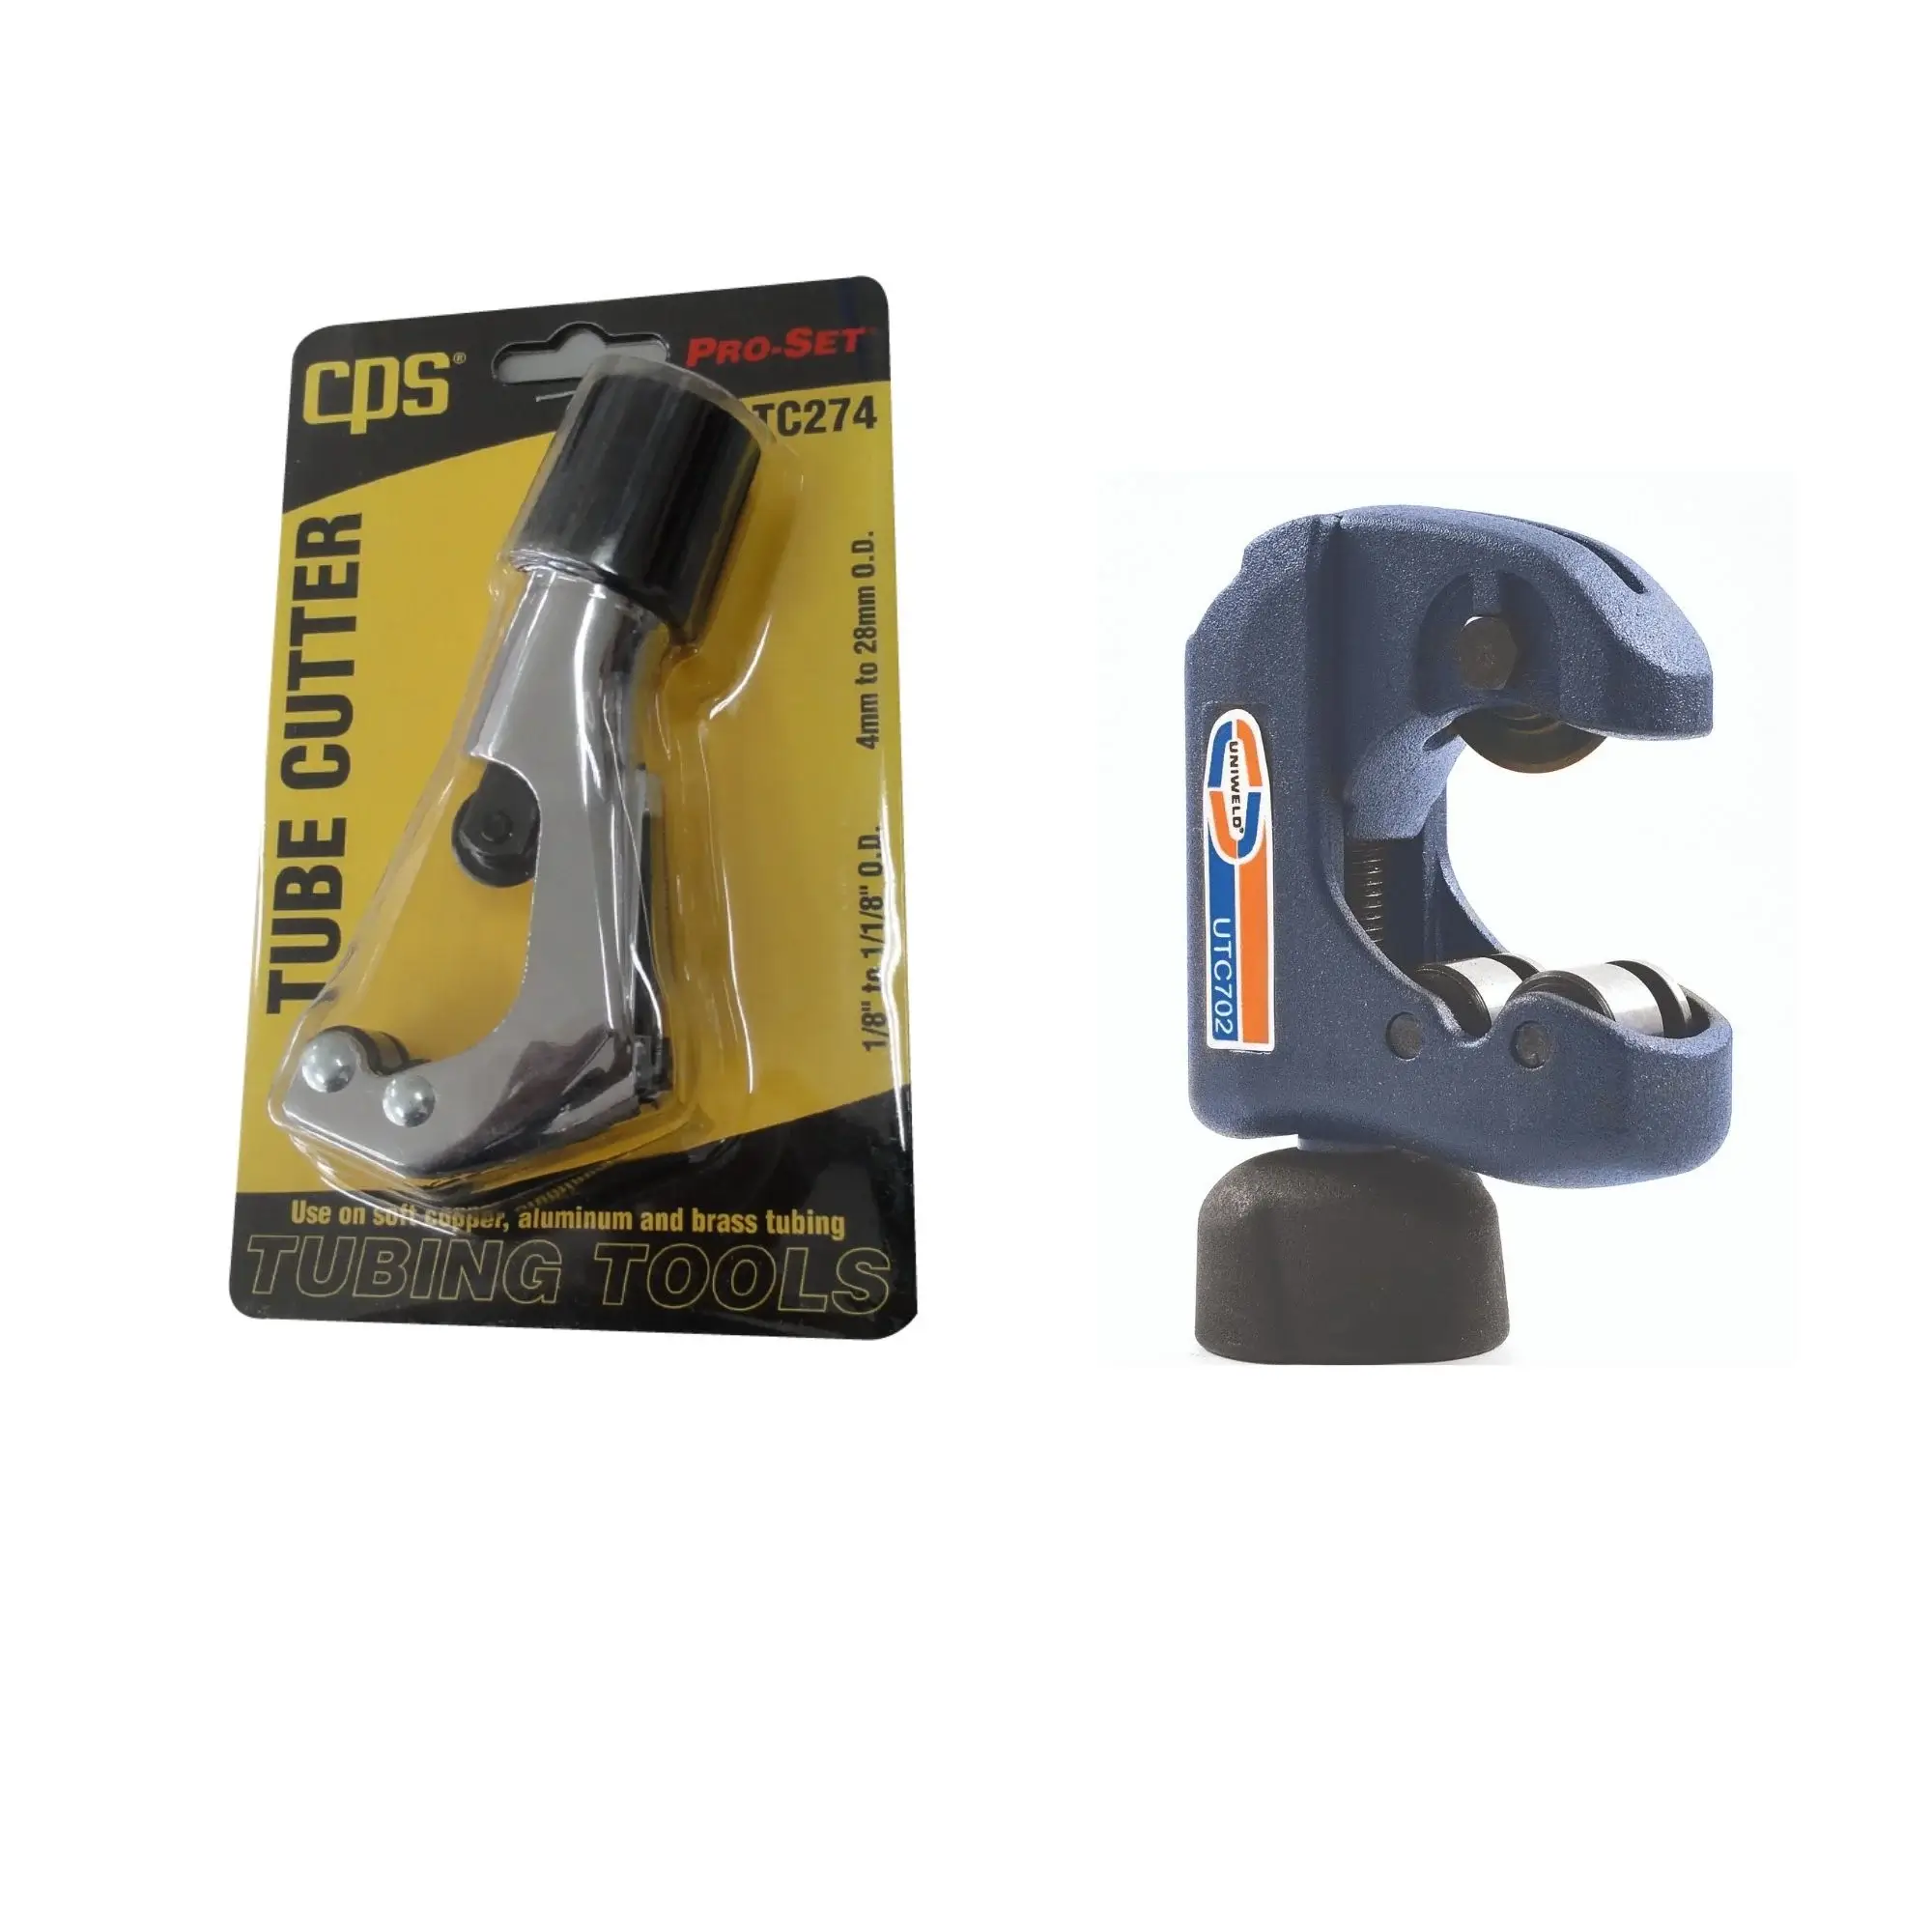 cps®
PRO-SET™
TC274
TUBE CUTTER
4mm to 28mm O.D.
1/8" to 1/1/8" O.D.
Use on soft copper, aluminum and brass tubing
TUBING TOOLS
UNIWELD®
UTC702